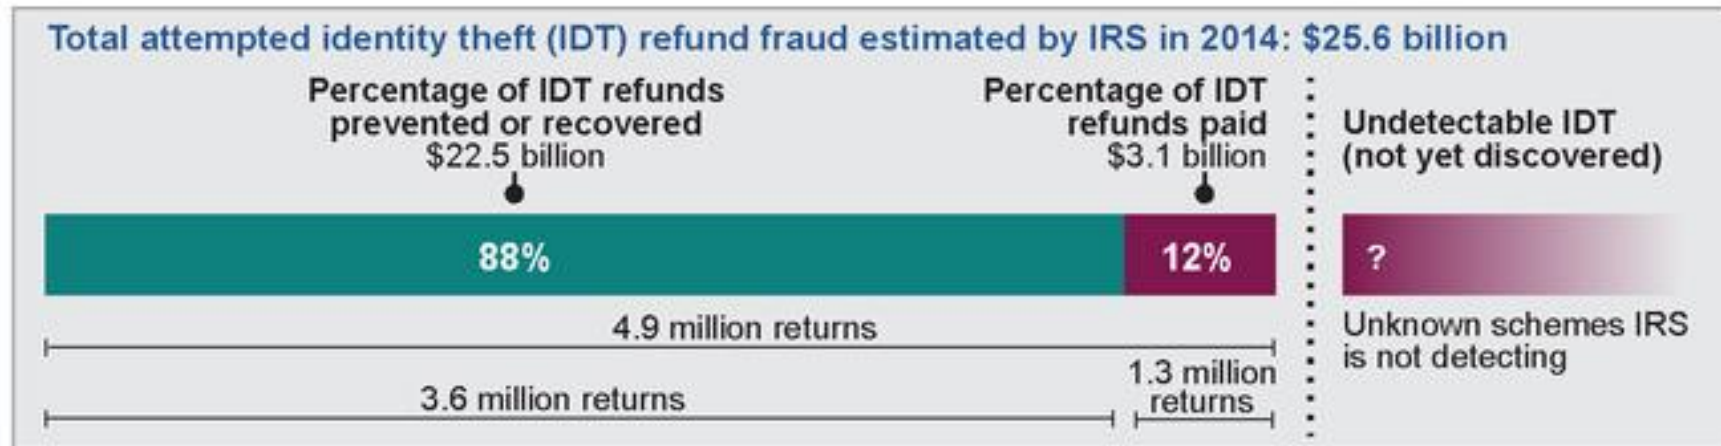 Total attempted identity theft (IDT) refund fraud estimated by IRS in 2014: $25.6 billion
Percentage of IDT refunds
prevented or recovered
$22.5 billion
Percentage of IDT
refunds paid
$3.1 billion
Undetectable IDT
(not yet discovered)
88%
12%
?
4.9 million returns
Unknown schemes IRS
is not detecting
3.6 million returns
1.3 million
returns